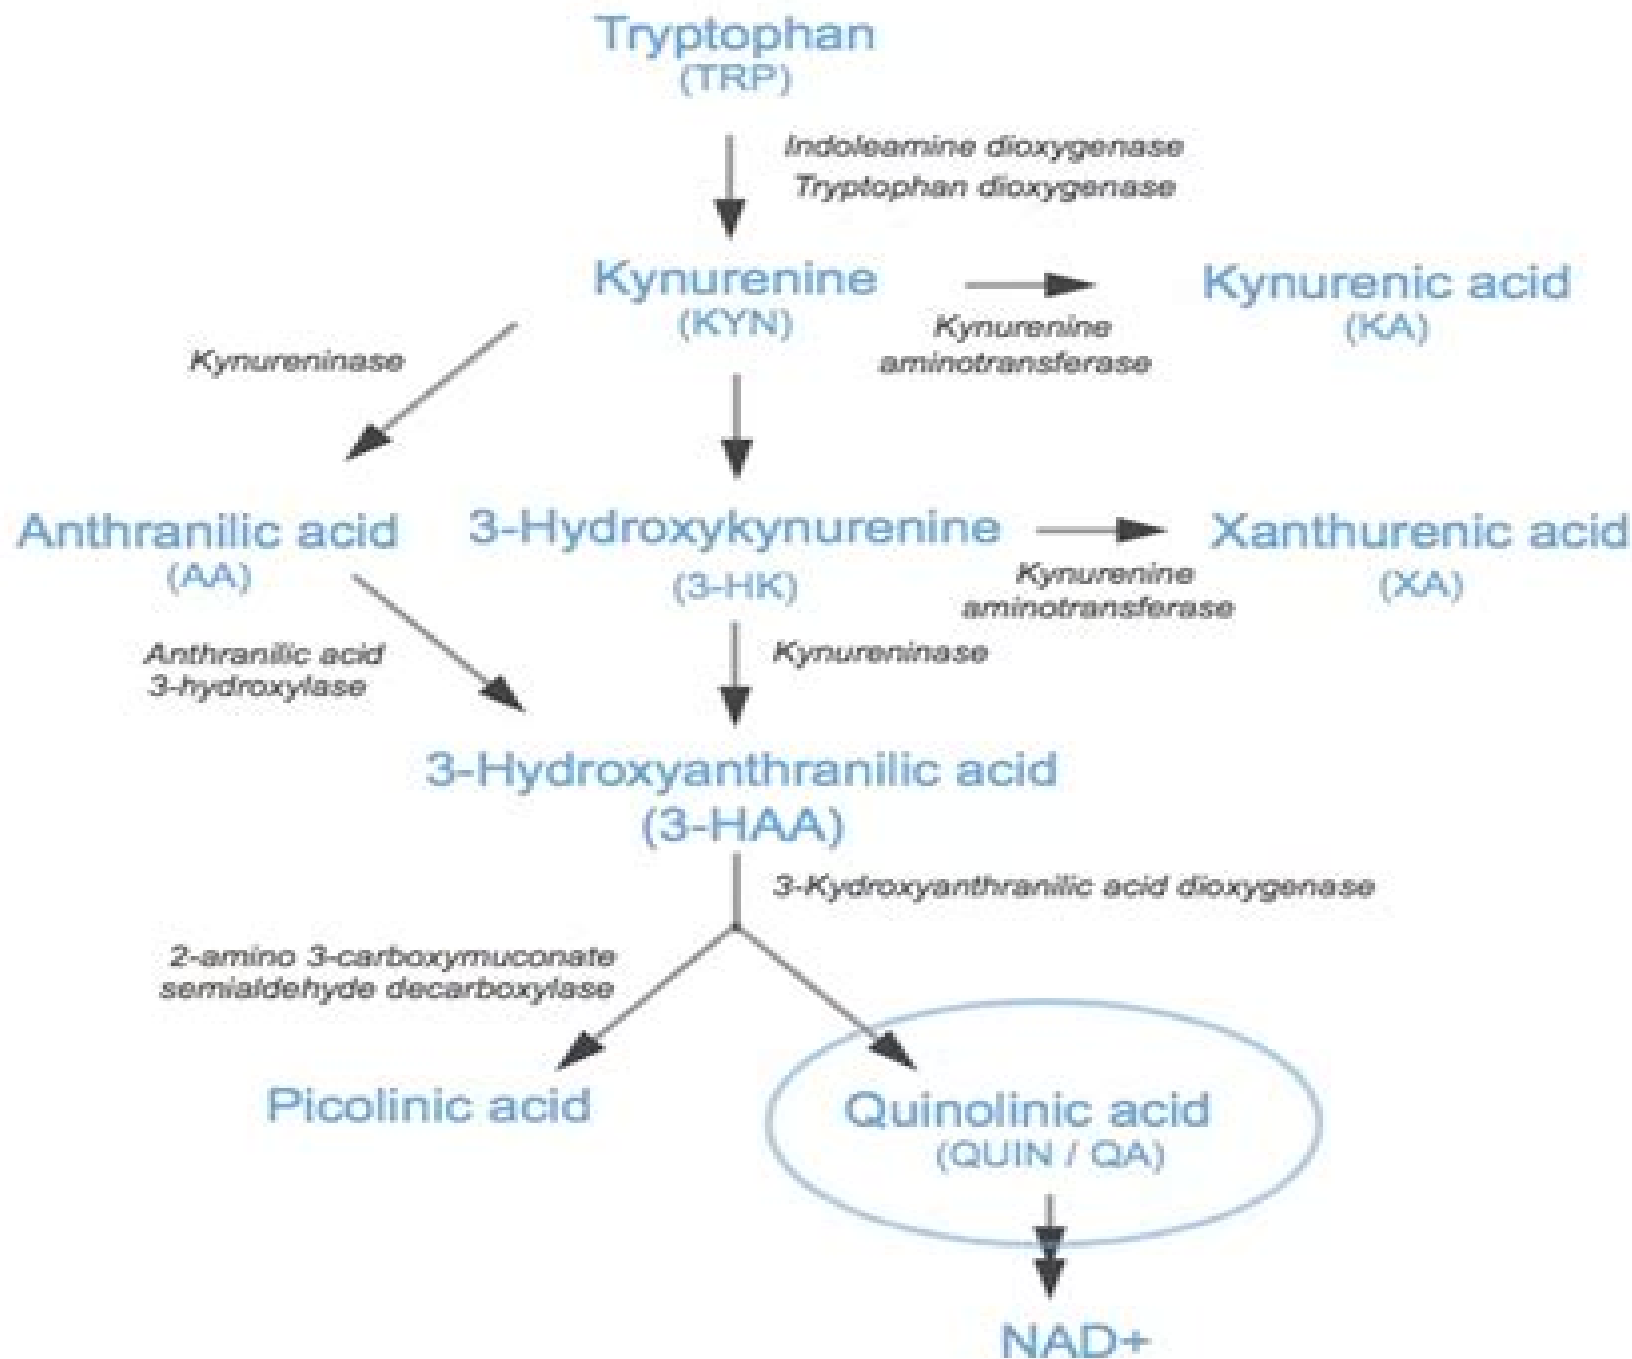 Tryptophan
(TRP)
Indoleamine dioxygenase
Tryptophan dioxygenase
Kynurenine
(KYN)
Kynurenic acid
(KA)
Kynurenine
aminotransferase
Kynureninase
Anthranilic acid
(AA)
3-Hydroxykynurenine
(3-HK)
Xanthurenic acid
(XA)
Kynurenine
aminotransferase
Anthranilic acid
3-hydroxylase
Kynureninase
3-Hydroxyanthranilic acid
(3-HAA)
3-Kydroxyanthranilic acid dioxygenase
2-amino 3-carboxymuconate
semialdehyde decarboxylase
Picolinic acid
Quinolinic acid
(QUIN / QA)
NAD+